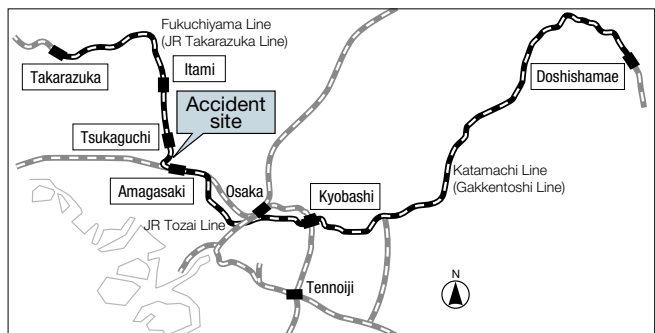 Fukuchiyama Line
(JR Takarazuka Line)
Takarazuka
Itami
Doshishamae
Accident
site
Tsukaguchi
Katamachi Line
(Gakkentoshi Line)
Amagasaki
Osaka
Kyobashi
JR Tozai Line
N
Tennoiji